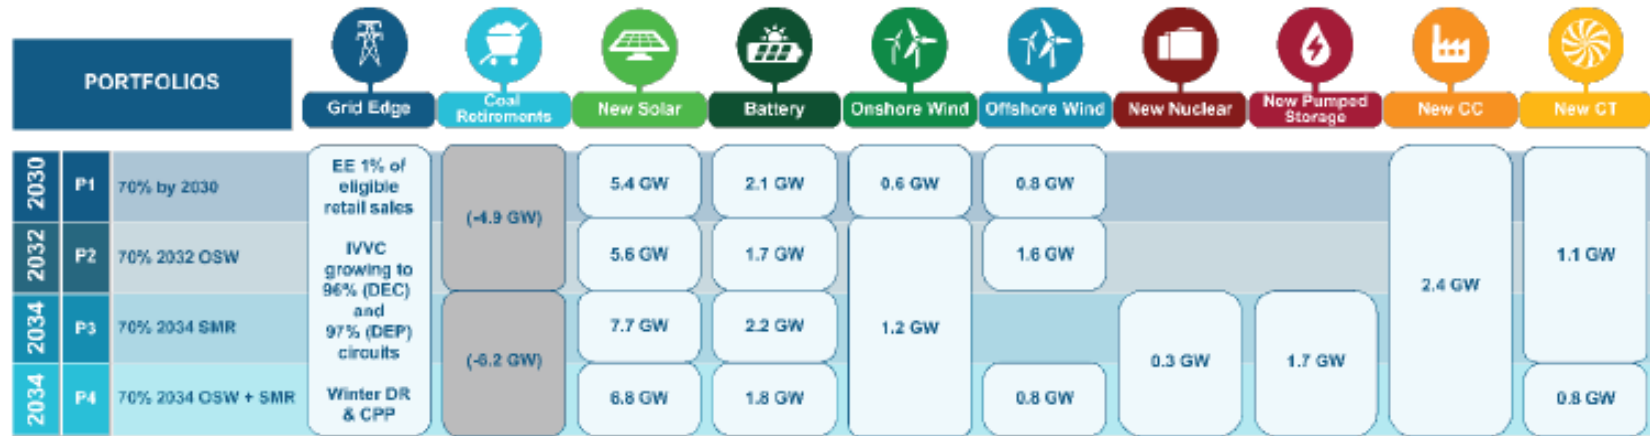 PORTFOLIOS
Grid Edge
Coal
Retirements
New Solar
Battery
Onshore Wind
Offshore Wind
New Nuclear
New Pumped
Storage
New CC
New CT
2030
P1
70% by 2030
2032
P2
70% 2032 OSW
2034
P3
70% 2034 SMR
2034
P4
70% 2034 OSW + SMR
EE 1% of
eligible
retail sales
IVVC
growing to
96% (DEC)
and
97% (DEP)
circuits
Winter DR
& CPP
(-4.9 GW)
(-6.2 GW)
5.4 GW
5.6 GW
7.7 GW
6.8 GW
2.1 GW
1.7 GW
2.2 GW
1.8 GW
0.6 GW
1.2 GW
0.8 GW
1.6 GW
0.8 GW
0.3 GW
1.7 GW
2.4 GW
1.1 GW
0.8 GW